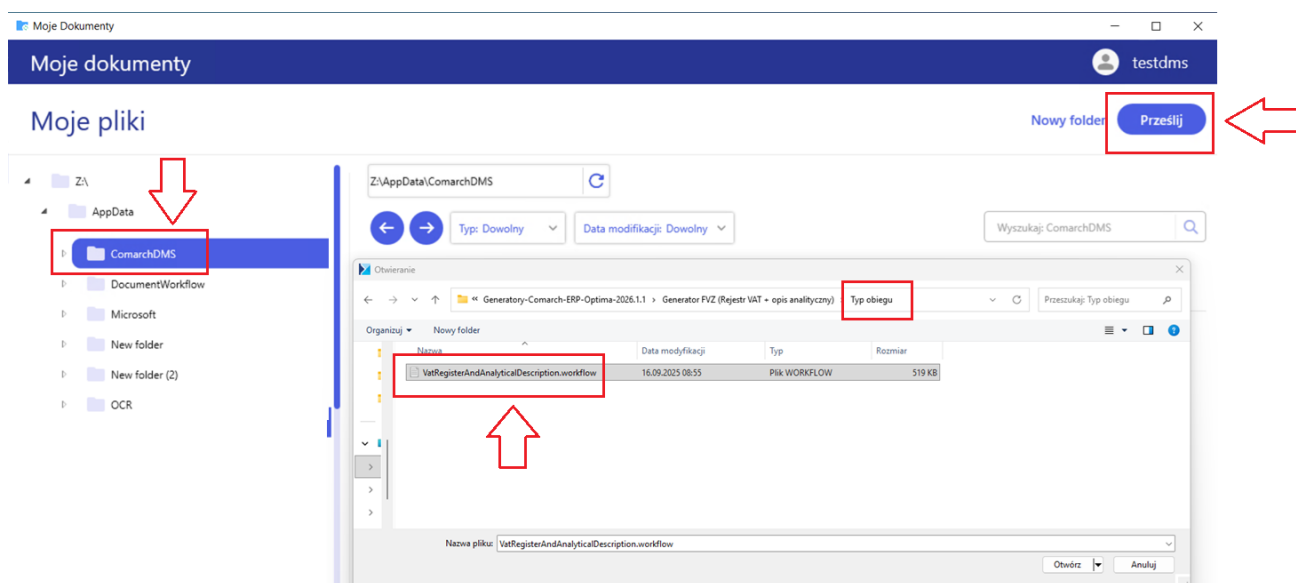 Moje Dokumenty
Moje dokumenty
testdms
Moje pliki
Nowy folder
Prześlij
Z:\
AppData
ComarchDMS
DocumentWorkflow
Microsoft
New folder
New folder (2)
OCR
Z:\AppData\ComarchDMS
Typ: Dowolny
Data modifikacji: Dowolny
Wyszukaj: ComarchDMS
Otwieranie
« Generatory-Comarch-ERP-Optima-2026.1.1 > Generator FVZ (Rejestr VAT + opis analityczny) Typ obiegu
Przeszukaj: Typ obiegu
Organizuj Nowy folder
Nazwa Data modyfikacji Typ Rozmiar
VatRegisterAndAnalyticalDescription.workflow 16.09.2025 08:55 Plik WORKFLOW 519 KB
Nazwa pliku: VatRegisterAndAnalyticalDescription.workflow
Otwórz Anuluj